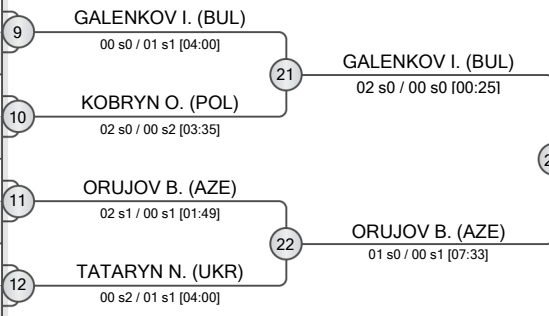 9
GALENKOV I. (BUL)
00 s0 / 01 s1 [04:00]
21
GALENKOV I. (BUL)
02 s0 / 00 s0 [00:25]
10
KOBRYN O. (POL)
02 s0 / 00 s2 [03:35]
11
ORUJOV B. (AZE)
02 s1 / 00 s1 [01:49]
22
ORUJOV B. (AZE)
01 s0 / 00 s1 [07:33]
12
TATARYN N. (UKR)
00 s2 / 01 s1 [04:00]